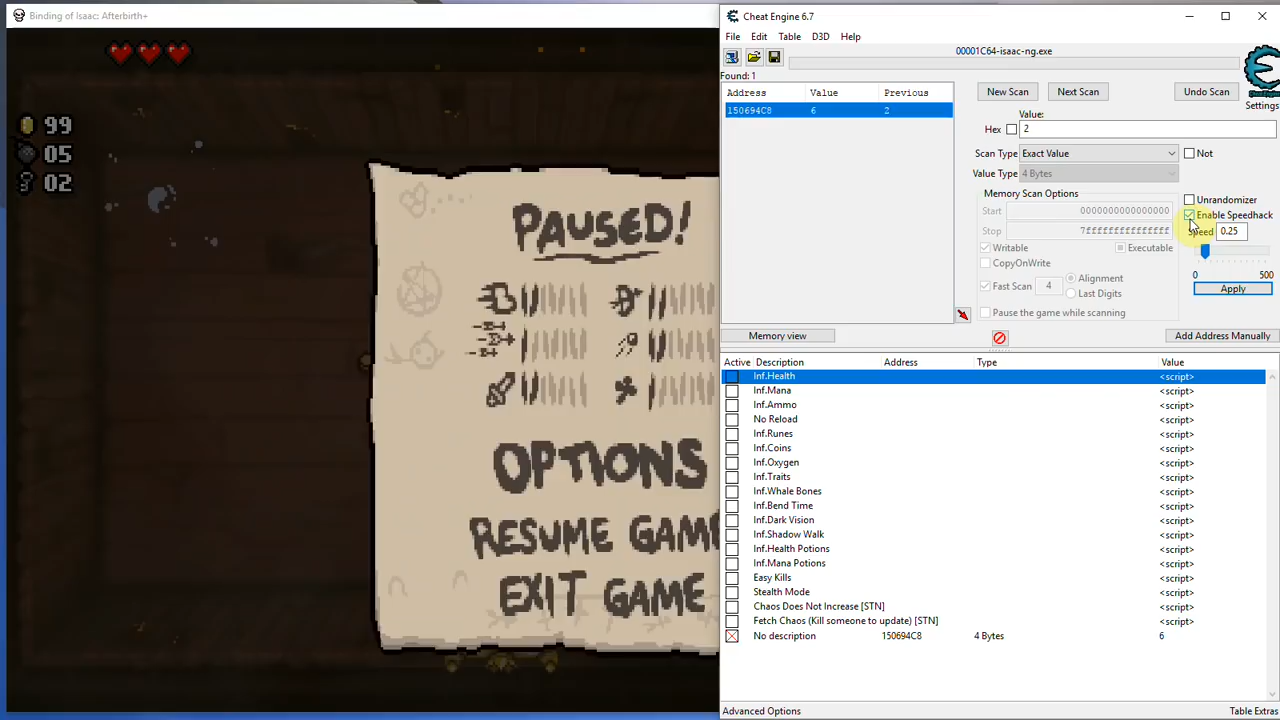 Binding of Isaac: Afterbirth+
99
05
02
PAUSED!
OPTIONS
RESUME GAME
EXIT GAME
Cheat Engine 6.7
File Edit Table D3D Help
00001C64-isaac-ng.exe
Found: 1
Address Value Previous
150694C8 6 2
New Scan Next Scan Undo Scan
Settings
Value:
Hex 2
Scan Type Exact Value Not
Value Type 4 Bytes
Memory Scan Options
Unrandomizer
Start 0000000000000000
Enable Speedhack
Stop 7fffffffffffffff
Speed 0.25
Writable Executable
CopyOnWrite
0 500
Fast Scan 4 Alignment
Last Digits
Apply
Pause the game while scanning
Memory view Add Address Manually
Active Description Address Type Value
Inf.Health <script>
Inf.Mana <script>
Inf.Ammo <script>
No Reload <script>
Inf.Runes <script>
Inf.Coins <script>
Inf.Oxygen <script>
Inf.Traits <script>
Inf.Whale Bones <script>
Inf.Bend Time <script>
Inf.Dark Vision <script>
Inf.Shadow Walk <script>
Inf.Health Potions <script>
Inf.Mana Potions <script>
Easy Kills <script>
Stealth Mode <script>
Chaos Does Not Increase [STN] <script>
Fetch Chaos (Kill someone to update) [STN] <script>
No description 150694C8 4 Bytes 6
Advanced Options Table Extras